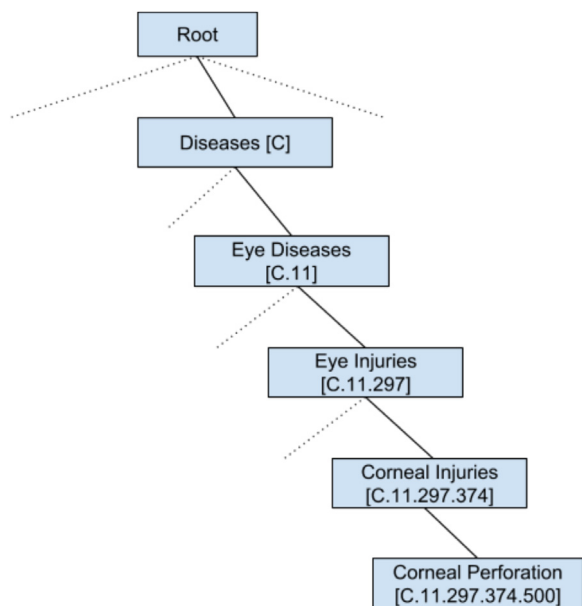 Root
Diseases [C]
Eye Diseases
[C.11]
Eye Injuries
[C.11.297]
Corneal Injuries
[C.11.297.374]
Corneal Perforation
[C.11.297.374.500]